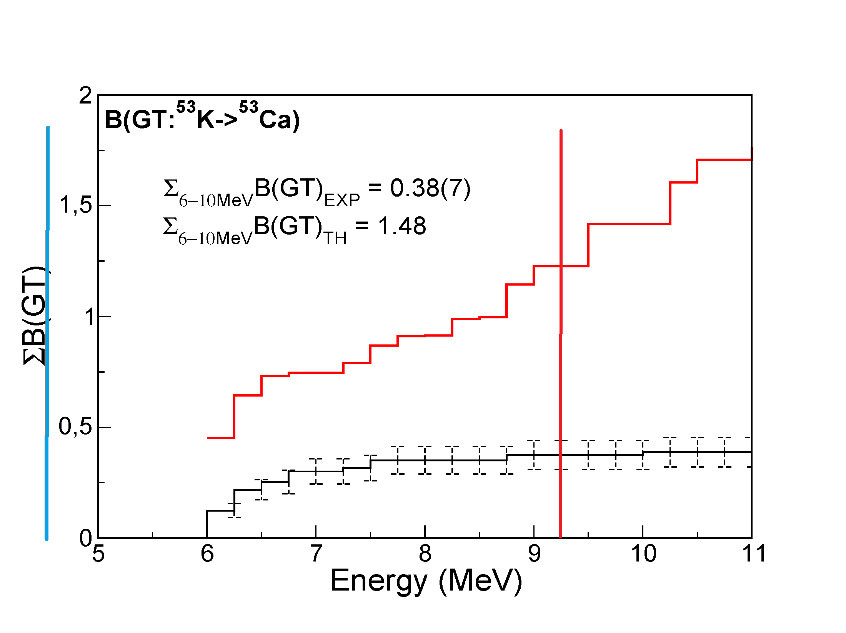 2
B(GT:⁵³K->⁵³Ca)
Σ₆₋₁₀MeVB(GT)EXP = 0.38(7)
1,5
Σ₆₋₁₀MeVB(GT)TH = 1.48
ΣB(GT)
1
0,5
0
5 6 7 8 9 10 11
Energy (MeV)